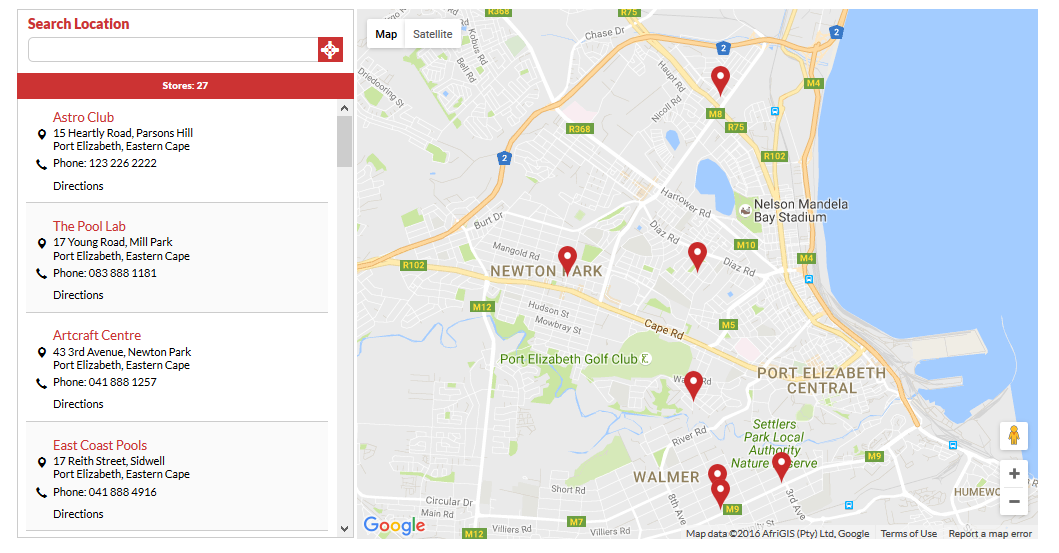 Search Location
Stores: 27
Astro Club
15 Heartly Road, Parsons Hill
Port Elizabeth, Eastern Cape
Phone: 123 226 2222
Directions
The Pool Lab
17 Young Road, Mill Park
Port Elizabeth, Eastern Cape
Phone: 083 888 1181
Directions
Artcraft Centre
43 3rd Avenue, Newton Park
Port Elizabeth, Eastern Cape
Phone: 041 888 1257
Directions
East Coast Pools
17 Reith Street, Sidwell
Port Elizabeth, Eastern Cape
Phone: 041 888 4916
Directions
Map
Satellite
R368
R75
Chase Dr
2
2
Kobus Rd
Bell Rd
Driedoring St
Haupt Rd
Nicoll Rd
M4
M8
R75
R368
R102
2
Harrower Rd
Nelson Mandela
Bay Stadium
Burt Dr
Diaz Rd
M10
Mangold Rd
Diaz Rd
M4
R102
NEWTON PARK
M12
Hudson St
Mowbray St
Cape Rd
M5
Port Elizabeth Golf Club
PORT ELIZABETH
CENTRAL
Settlers
Park Local
Authority
Nature Reserve
River Rd
M9
WALMER
Short Rd
8th Ave
3rd Ave
HUMEWO
Circular Dr
Main Rd
M9
M7
M12
Villiers Rd
Villiers Rd
Google
Map data ©2016 AfriGIS (Pty) Ltd, Google
Terms of Use
Report a map error